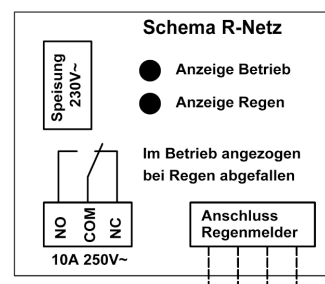 Schema R-Netz
Speisung
230V~
Anzeige Betrieb
Anzeige Regen
Im Betrieb angezogen
bei Regen abgefallen
NO
COM
NC
10A 250V~
Anschluss
Regenmelder